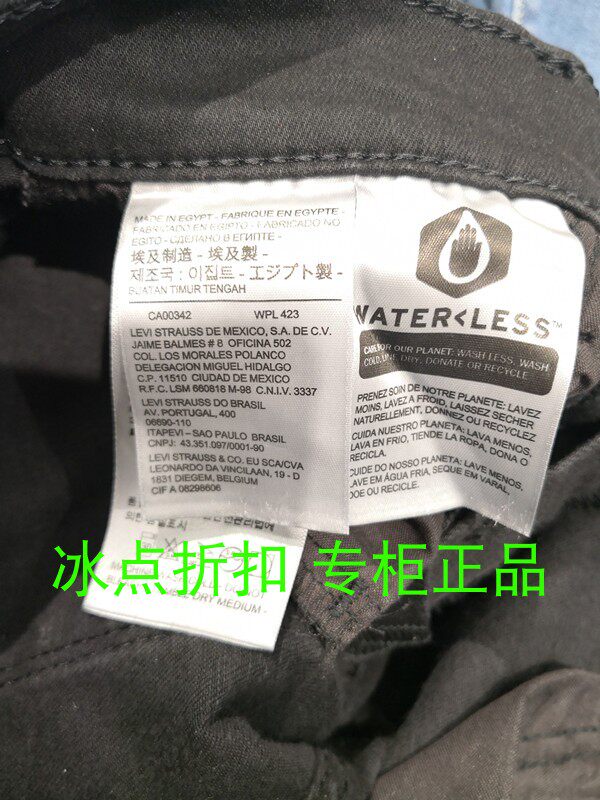 MADE IN EGYPT - FABRIQUE EN EGYPTE -
FABRICADO EN EGIPTO - FABRICADO NO
EGITO - СДЕЛАНО В ЕГИПТЕ -
埃及制造 - 埃及製 -
제조국 : 이집트 - エジプト製 -
BUATAN TIMUR TENGAH
CA00342 WPL 423
LEVI STRAUSS DE MEXICO, S.A. DE C.V.
JAIME BALMES # 8 OFICINA 502
COL. LOS MORALES POLANCO
DELEGACION MIGUEL HIDALGO
C.P. 11510 CIUDAD DE MEXICO
R.F.C. LSM 660818 M-98 C.N.I.V. 3337
LEVI STRAUSS DO BRASIL
AV. PORTUGAL, 400
06690-110
ITAPEVI – SAO PAULO BRASIL
CNPJ: 43.351.097/0001-90
LEVI STRAUSS & CO. EU SCA/CVA
LEONARDO DA VINCILAAN, 19 - D
1831 DIEGEM, BELGIUM
CIF A 08298606
WATER<LESS™
CARE FOR OUR PLANET: WASH LESS, WASH
COLD, LINE DRY, DONATE OR RECYCLE
PRENEZ SOIN DE NOTRE PLANETE: LAVEZ
MOINS, LAVEZ A FROID, LAISSEZ SECHER
NATURELLEMENT, DONNEZ OU RECYCLEZ
CUIDA NUESTRO PLANETA: LAVA MENOS,
LAVA EN FRIO, TIENDE LA ROPA, DONA O
RECICLA.
CUIDE DO NOSSO PLANETA: LAVE MENOS,
LAVE EM ÁGUA FRIA, SEQUE EM VARAL,
DOE OU RECICLE.
冰点折扣 专柜正品
DRY MEDIUM -